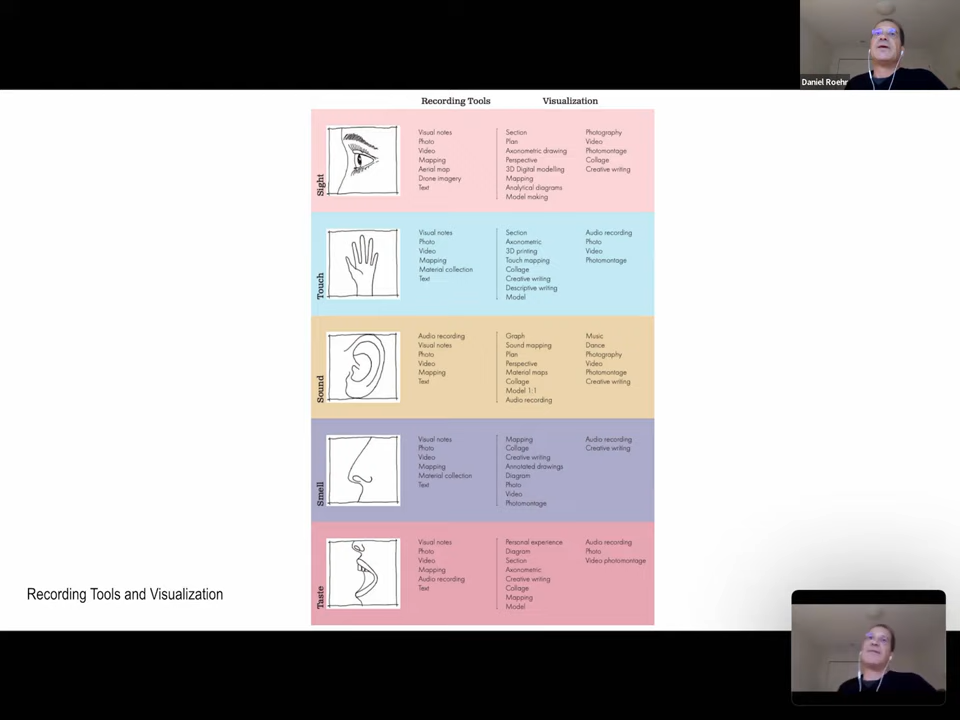 Daniel Roehr
Recording Tools
Visualization
Sight
Visual notes
Photo
Video
Mapping
Aerial map
Drone imagery
Text
Section
Plan
Axonometric drawing
Perspective
3D Digital modelling
Mapping
Analytical diagrams
Model making
Photography
Video
Photomontage
Collage
Creative writing
Touch
Visual notes
Photo
Video
Mapping
Material collection
Text
Section
Axonometric
3D printing
Touch mapping
Collage
Creative writing
Descriptive writing
Model
Audio recording
Photo
Video
Photomontage
Sound
Audio recording
Visual notes
Photo
Video
Mapping
Text
Graph
Sound mapping
Plan
Perspective
Material maps
Collage
Model 1:1
Audio recording
Music
Dance
Photography
Video
Photomontage
Creative writing
Smell
Visual notes
Photo
Video
Mapping
Material collection
Text
Mapping
Collage
Creative writing
Annotated drawings
Diagram
Photo
Video
Photomontage
Audio recording
Creative writing
Taste
Visual notes
Photo
Video
Mapping
Audio recording
Text
Personal experience
Diagram
Section
Axonometric
Creative writing
Collage
Mapping
Model
Audio recording
Photo
Video photomontage
Recording Tools and Visualization